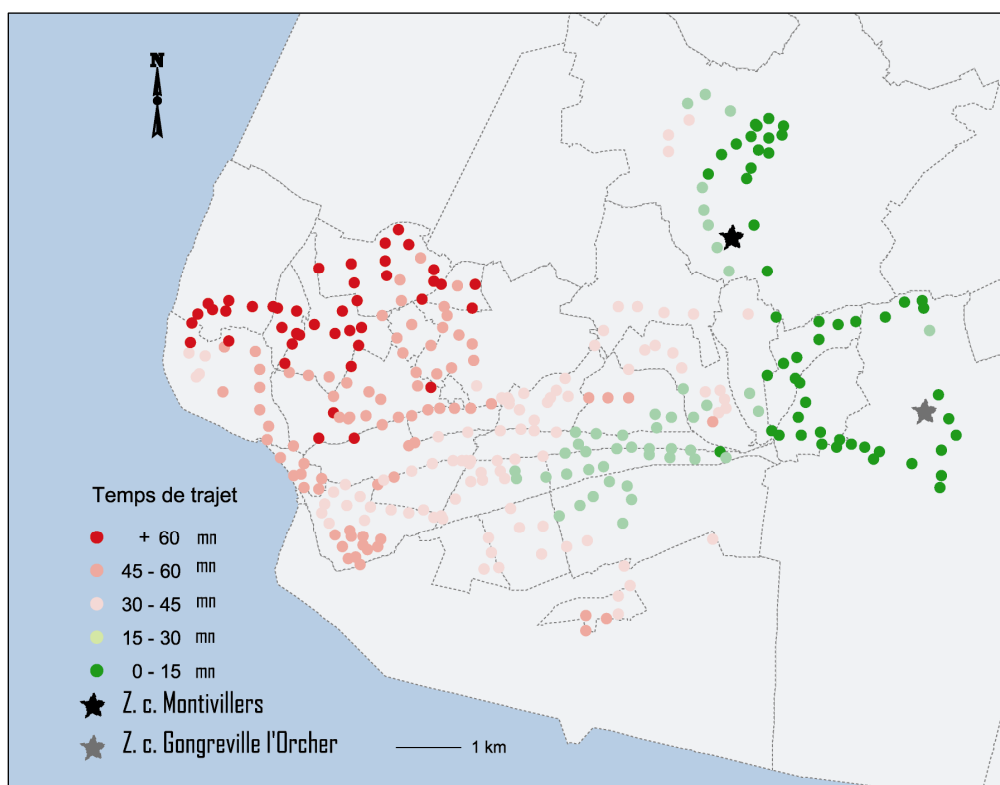 N
Temps de trajet
+ 60 mn
45 - 60 mn
30 - 45 mn
15 - 30 mn
0 - 15 mn
Z. c. Montivillers
Z. c. Gongreville l'Orcher
1 km